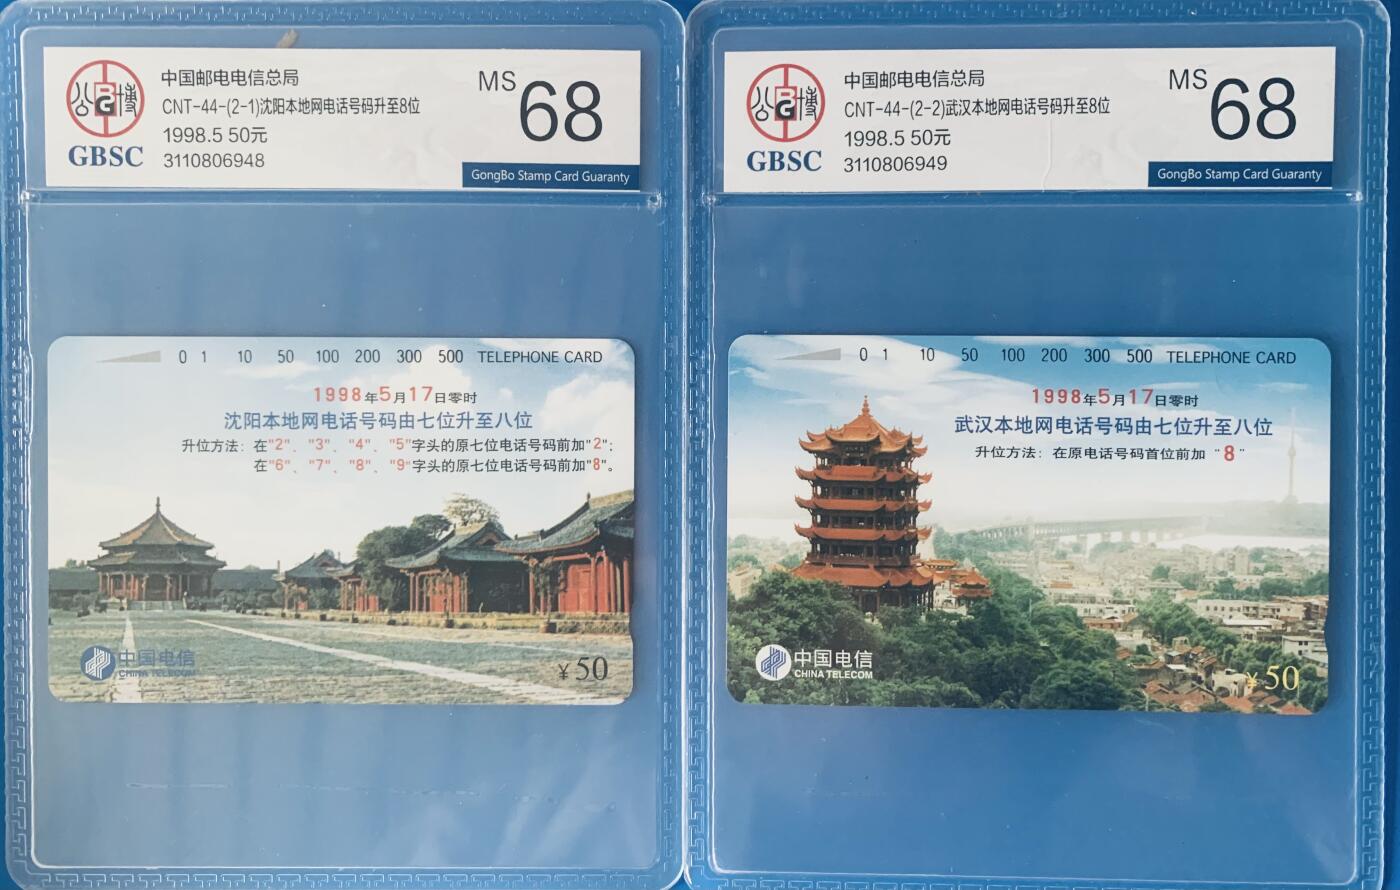 中国邮电电信总局
CNT-44-(2-1)沈阳本地网电话号码升至8位
1998.5 50元
3110806948
GBSC
公博
BG
MS 68
GongBo Stamp Card Guaranty
0 1 10 50 100 200 300 500 TELEPHONE CARD
1998年5月17日零时
沈阳本地网电话号码由七位升至八位
升位方法：在"2"、"3"、"4"、"5"字头的原七位电话号码前加"2"；
在"6"、"7"、"8"、"9"字头的原七位电话号码前加"8"。
中国电信
CHINA TELECOM
¥50
中国邮电电信总局
CNT-44-(2-2)武汉本地网电话号码升至8位
1998.5 50元
3110806949
GBSC
公博
BG
MS 68
GongBo Stamp Card Guaranty
0 1 10 50 100 200 300 500 TELEPHONE CARD
1998年5月17日零时
武汉本地网电话号码由七位升至八位
升位方法：在原电话号码首位前加 "8"
中国电信
CHINA TELECOM
¥50